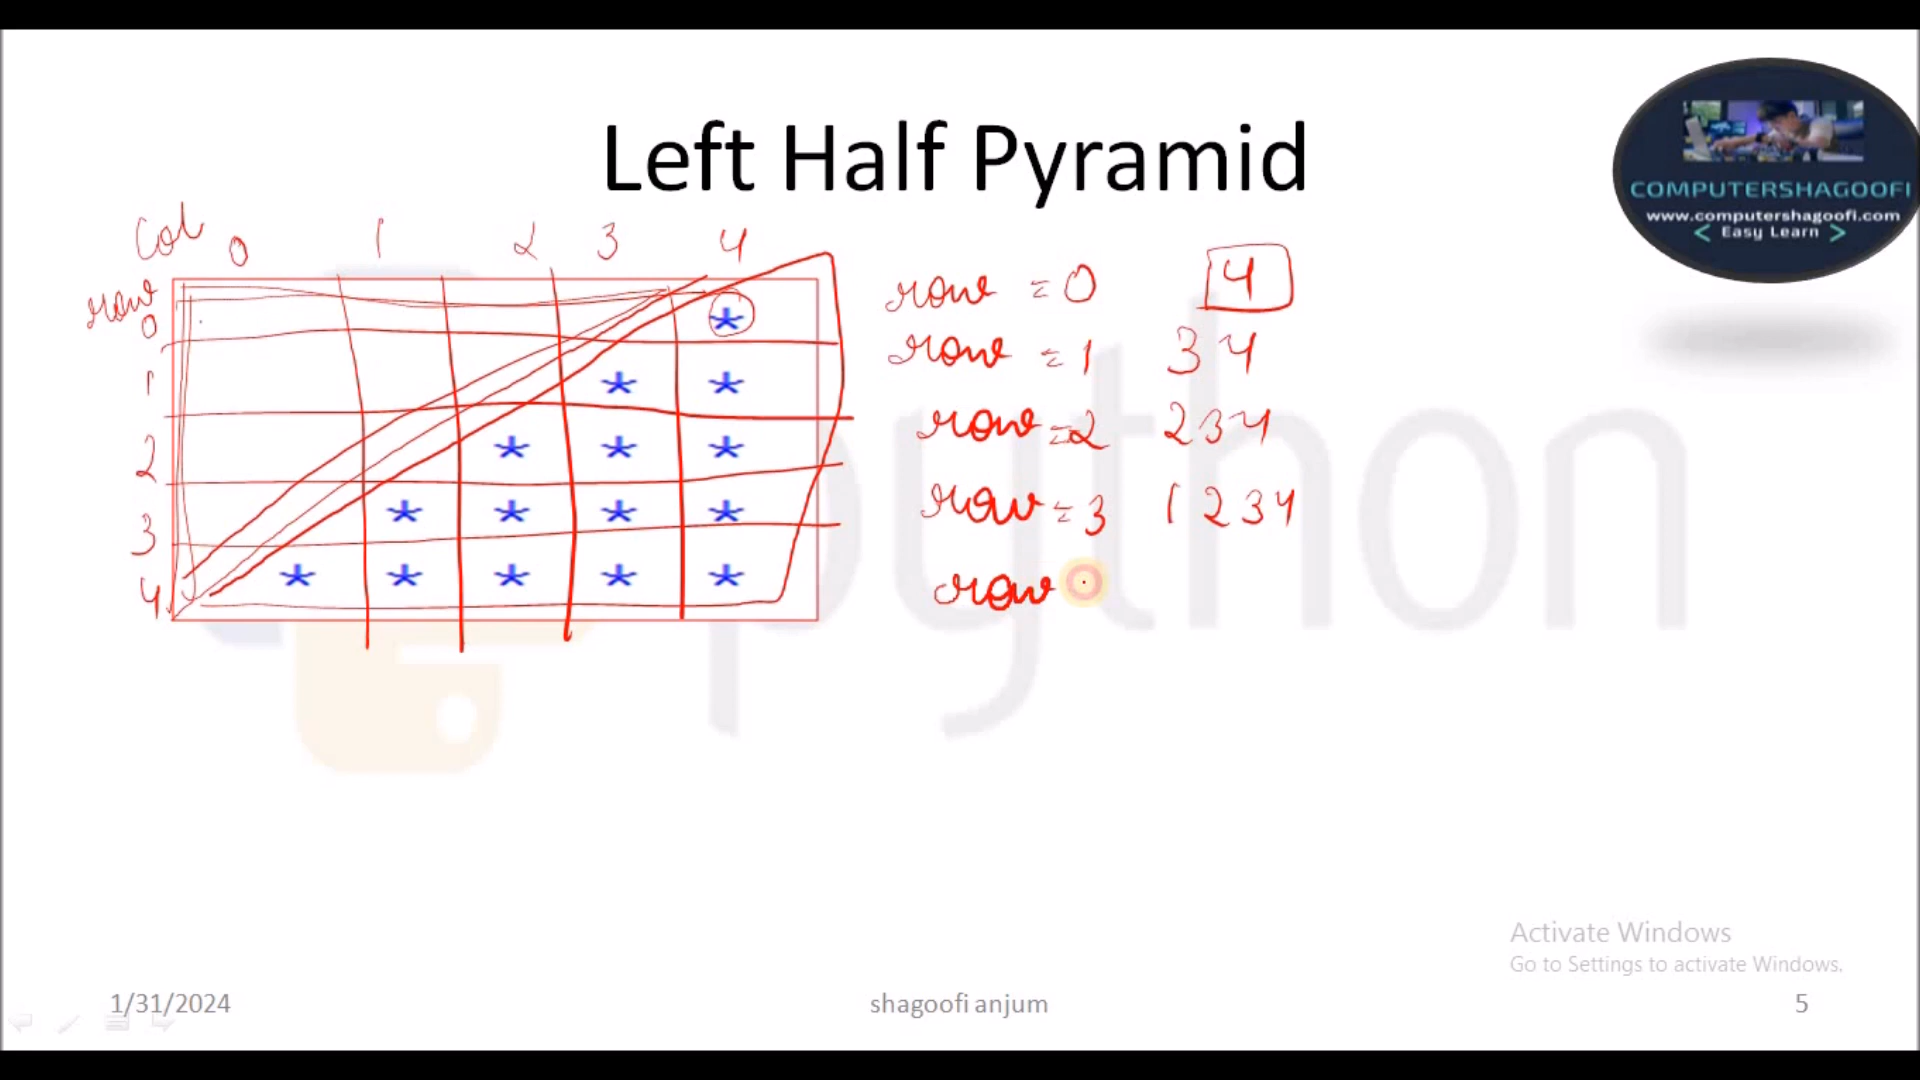 Left Half Pyramid
COMPUTERSHAGOOFI
www.computershagoofi.com
< Easy Learn >
Col 0 1 2 3 4
row
0 *
1 * *
2 * * *
3 * * * *
4 * * * * *
row = 0 4
row = 1 3 4
row = 2 2 3 4
row = 3 1 2 3 4
row
python
Activate Windows
Go to Settings to activate Windows.
1/31/2024
shagoofi anjum
5